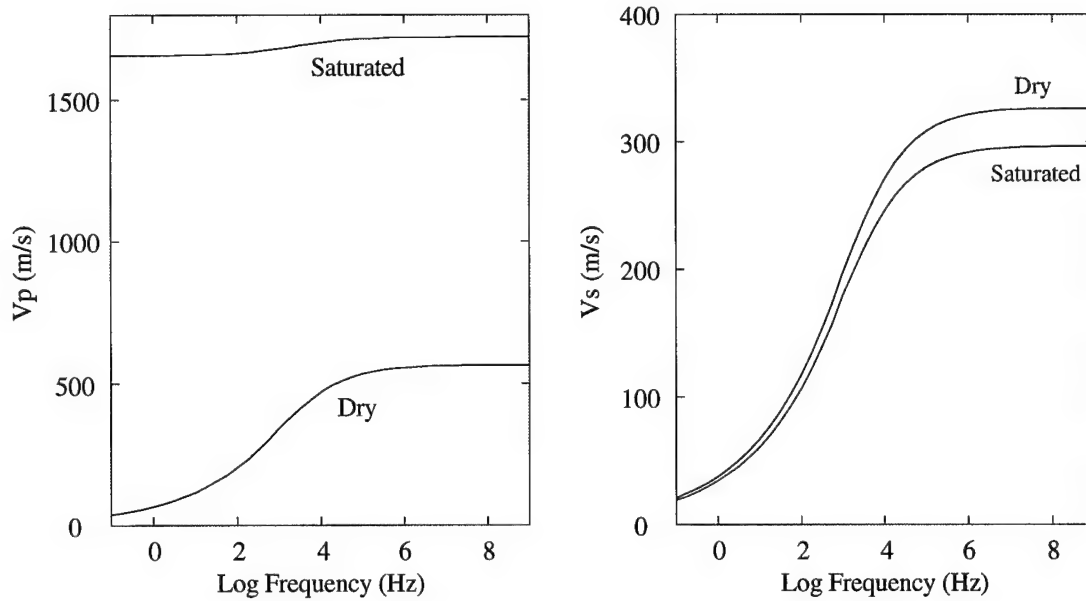 1500
1000
500
0
Vp (m/s)
Saturated
Dry
0 2 4 6 8
Log Frequency (Hz)
400
300
200
100
0
Vs (m/s)
Dry
Saturated
0 2 4 6 8
Log Frequency (Hz)